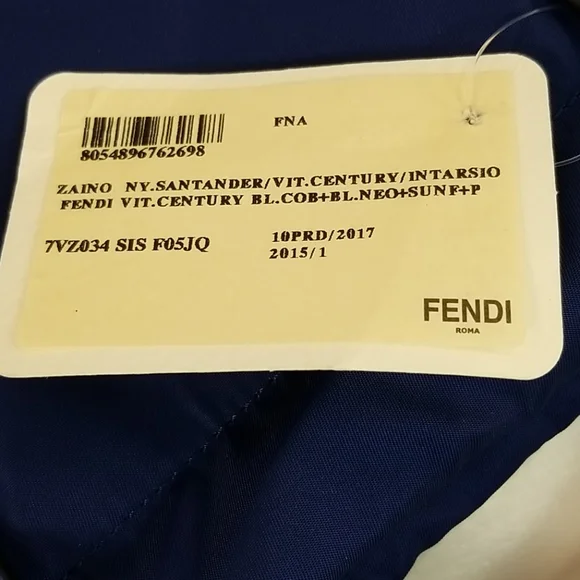 FNA
8054896762698
ZAINO NY.SANTANDER/VIT.CENTURY/INTARSIO
FENDI VIT.CENTURY BL.COB+BL.NEO+SUNF+P
7VZ034 SIS F05JQ
10PRD/2017
2015/1
FENDI
ROMA